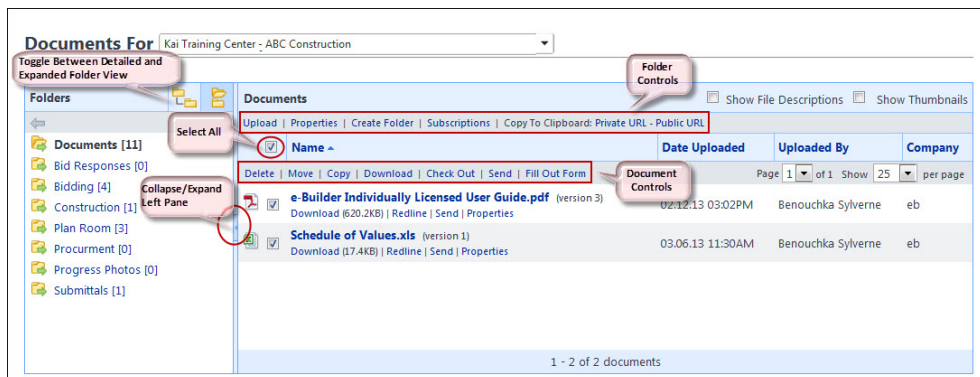 Documents For Kai Training Center - ABC Construction
Toggle Between Detailed and
Expanded Folder View
Folder
Controls
Folders
Documents
Show File Descriptions Show Thumbnails
Upload | Properties | Create Folder | Subscriptions | Copy To Clipboard: Private URL - Public URL
Select All
Documents [11]
Name Date Uploaded Uploaded By Company
Bid Responses [0]
Delete | Move | Copy | Download | Check Out | Send | Fill Out Form
Document
Controls
Page 1 of 1 Show 25 per page
Bidding [4]
Collapse/Expand
Left Pane
Construction [1]
Plan Room [3]
Procurment [0]
Progress Photos [0]
Submittals [1]
e-Builder Individually Licensed User Guide.pdf (version 3)
Download (620.2KB) | Redline | Send | Properties
02.12.13 03:02PM Benouchka Sylverne eb
Schedule of Values.xls (version 1)
Download (17.4KB) | Redline | Send | Properties
03.06.13 11:30AM Benouchka Sylverne eb
1 - 2 of 2 documents